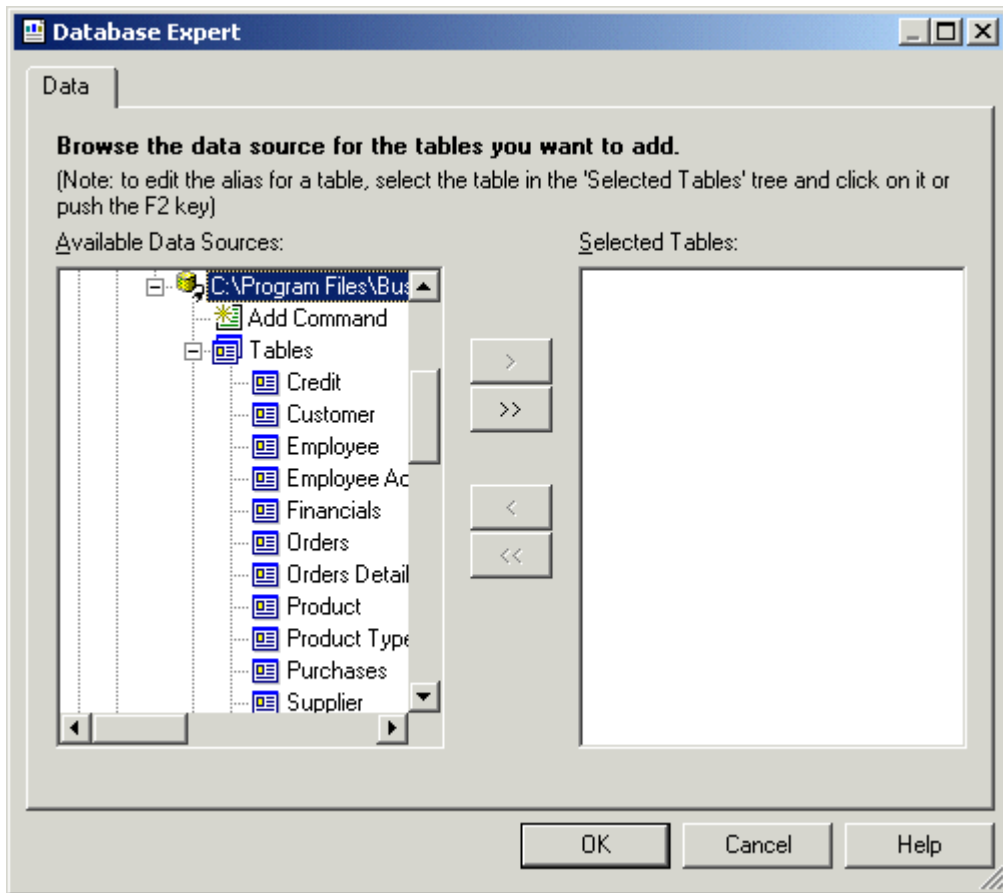 Database Expert
Data
Browse the data source for the tables you want to add.
(Note: to edit the alias for a table, select the table in the 'Selected Tables' tree and click on it or
push the F2 key)
Available Data Sources:
Selected Tables:
C:\Program Files\Bus
Add Command
Tables
Credit
Customer
Employee
Employee Ad
Financials
Orders
Orders Detail
Product
Product Type
Purchases
Supplier
>
>>
<
<<
OK
Cancel
Help